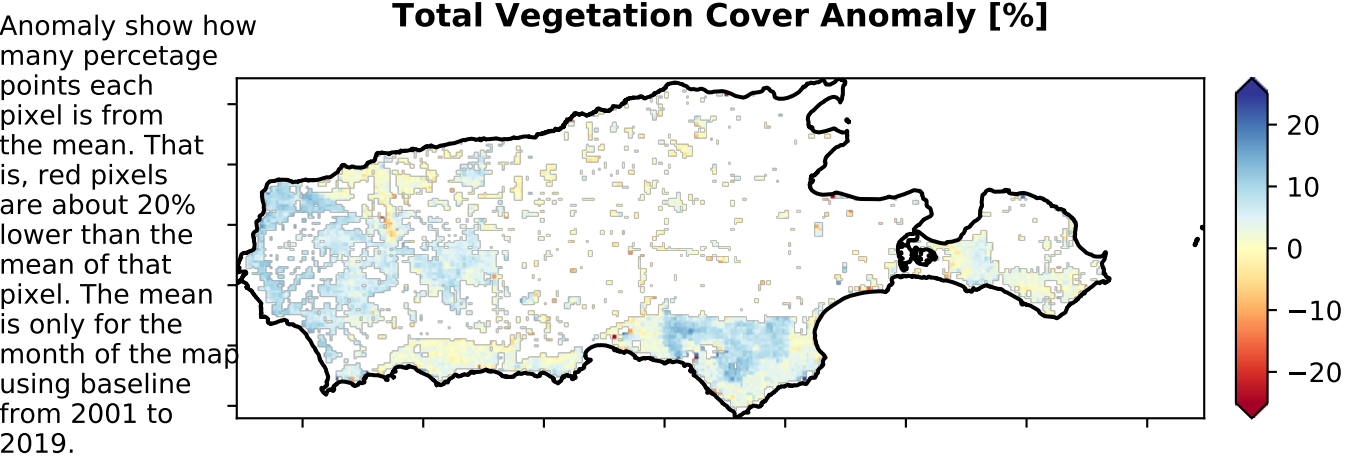 Total Vegetation Cover Anomaly [%]
Anomaly show how
many percetage
points each
pixel is from
the mean. That
is, red pixels
are about 20%
lower than the
mean of that
pixel. The mean
is only for the
month of the map
using baseline
from 2001 to
2019.
20
10
0
−10
−20